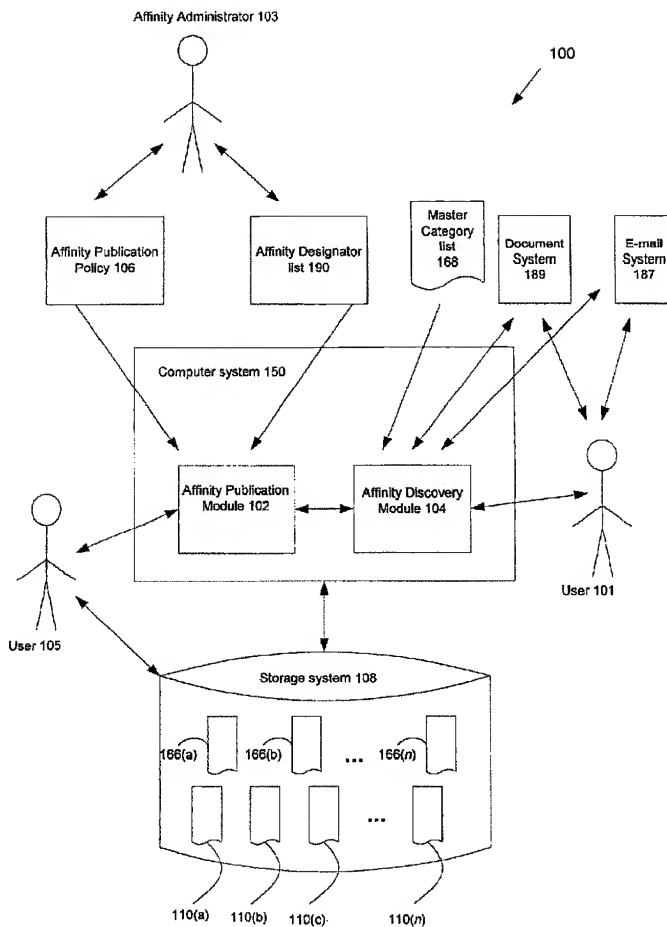 Affinity Administrator 103
100
Affinity Publication
Policy 106
Affinity Designator
list 190
Master
Category
list
168
Document
System
189
E-mail
System
187
Computer system 150
Affinity Publication
Module 102
Affinity Discovery
Module 104
User 105
User 101
Storage system 108
166(a)
166(b)
...
166(n)
...
110(a)
110(b)
110(c)
110(n)